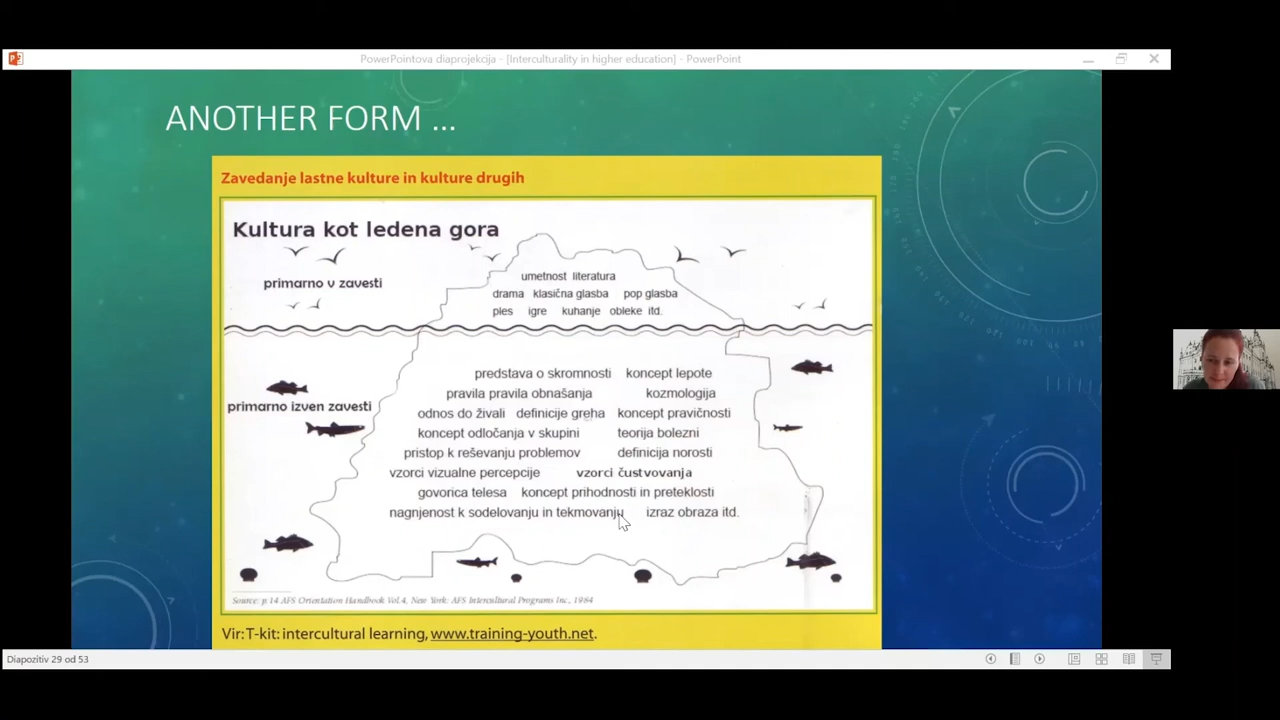 PowerPointova diaprojekcija - [Interculturality in higher education] - PowerPoint
ANOTHER FORM ...
Zavedanje lastne kulture in kulture drugih
Kultura kot ledena gora
primarno v zavesti
umetnost literatura
drama klasična glasba pop glasba
ples igre kuhanje obleke itd.
primarno izven zavesti
predstava o skromnosti koncept lepote
pravila pravila obnašanja kozmologija
odnos do živali definicije greha koncept pravičnosti
koncept odločanja v skupini teorija bolezni
pristop k reševanju problemov definicija norosti
vzorci vizualne percepcije vzorci čustvovanja
govorica telesa koncept prihodnosti in preteklosti
nagnjenost k sodelovanju in tekmovanju izraz obraza itd.
Source: p.14 AFS Orientation Handbook Vol.4, New York: AFS Intercultural Programs Inc., 1984
Vir: T-kit: intercultural learning, www.training-youth.net.
Diapozitiv 29 od 53